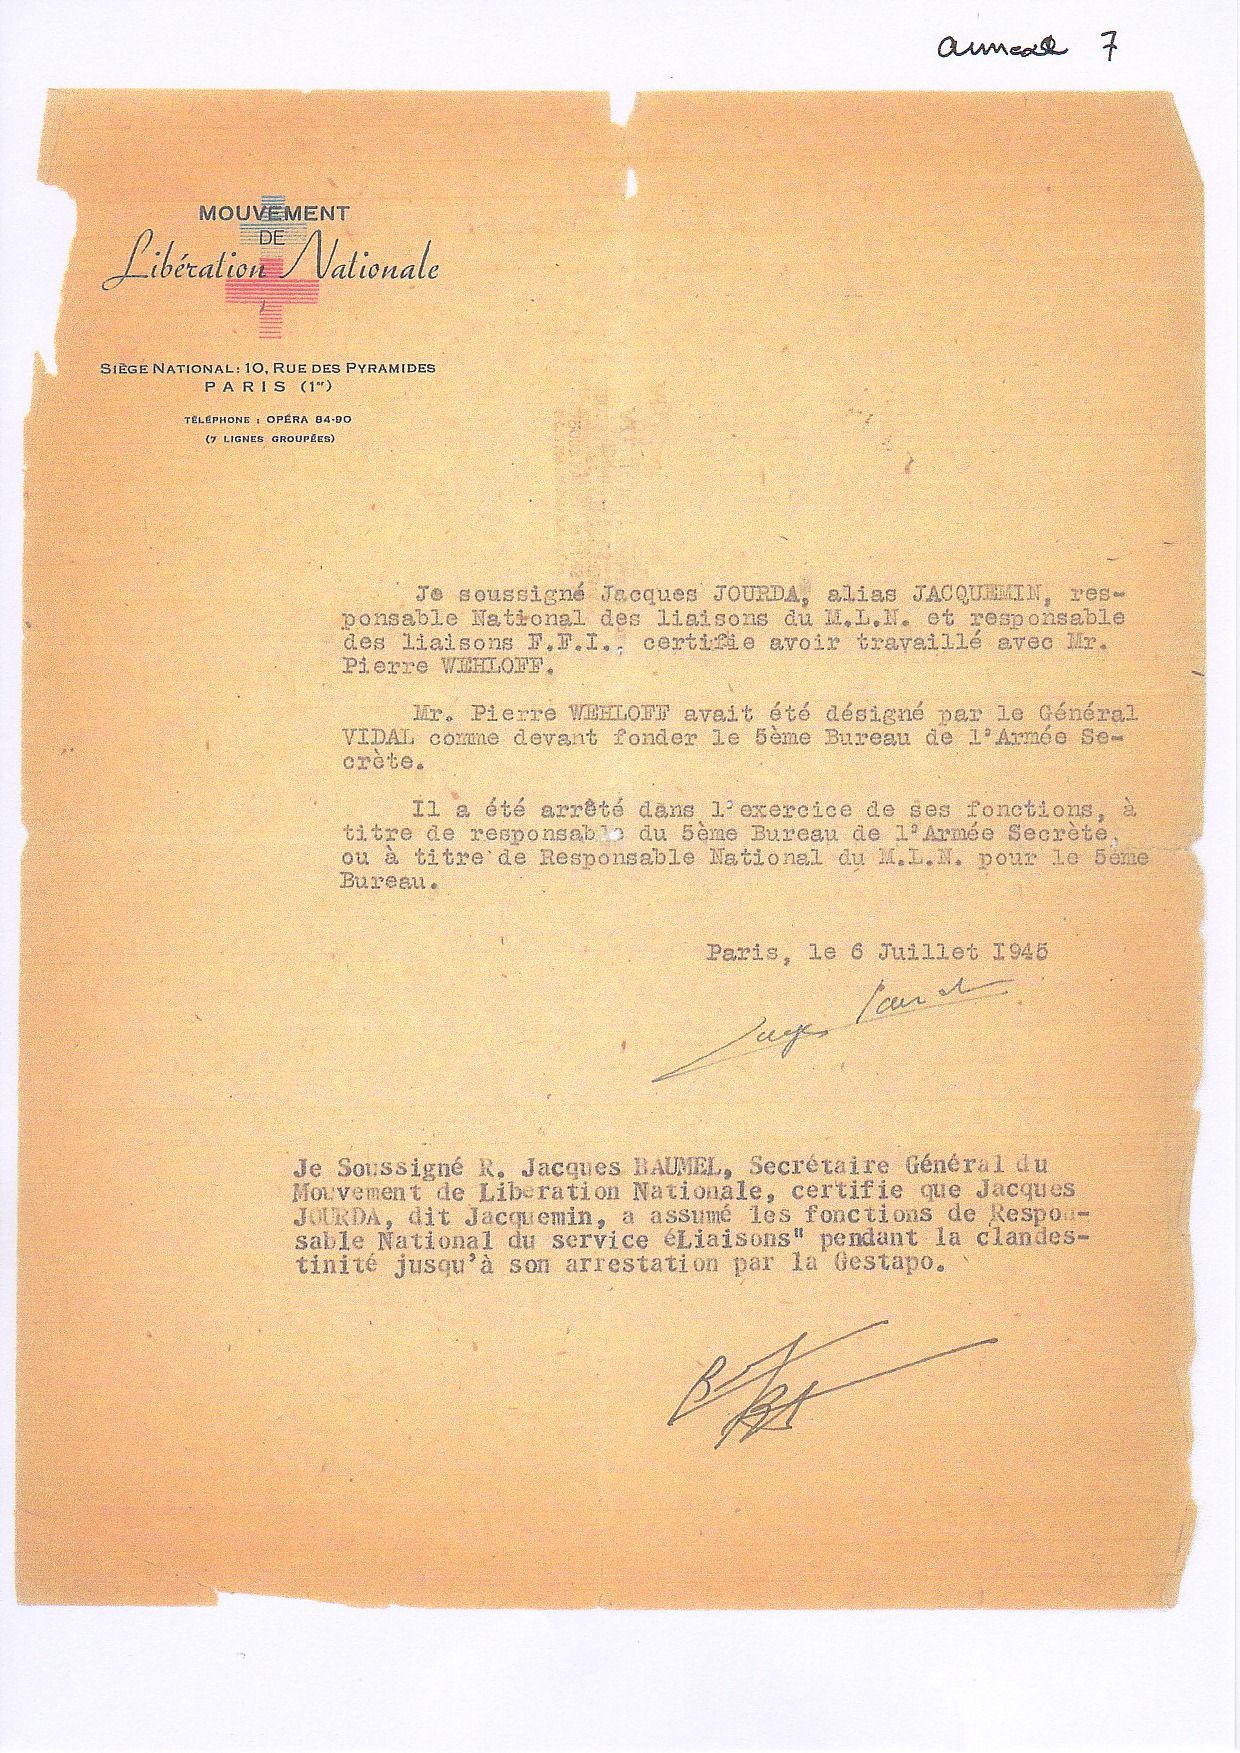 annexe 7
MOUVEMENT
DE
Libération Nationale
SIÈGE NATIONAL: 10, RUE DES PYRAMIDES
PARIS (1er)
TÉLÉPHONE : OPÉRA 84-90
(7 LIGNES GROUPÉES)
Je soussigné Jacques JOURDA, alias JACQUEMIN, res-
ponsable National des liaisons du M.L.N. et responsable
des liaisons F.F.I., certifie avoir travaillé avec Mr.
Pierre WEHLOFF.
Mr. Pierre WEHLOFF avait été désigné par le Général
VIDAL comme devant fonder le 5ème Bureau de l'Armée Se-
crète.
Il a été arrêté dans l'exercice de ses fonctions, à
titre de responsable du 5ème Bureau de l'Armée Secrète,
ou à titre de Responsable National du M.L.N. pour le 5ème
Bureau.
Paris, le 6 Juillet I945
Je Soussigné R. Jacques BAUMEL, Secrétaire Général du
Mouvement de Liberation Nationale, certifie que Jacques
JOURDA, dit Jacquemin, a assumé les fonctions de Respon-
sable National du service éLiaisons" pendant la clandes-
tinité jusqu'à son arrestation par la Gestapo.